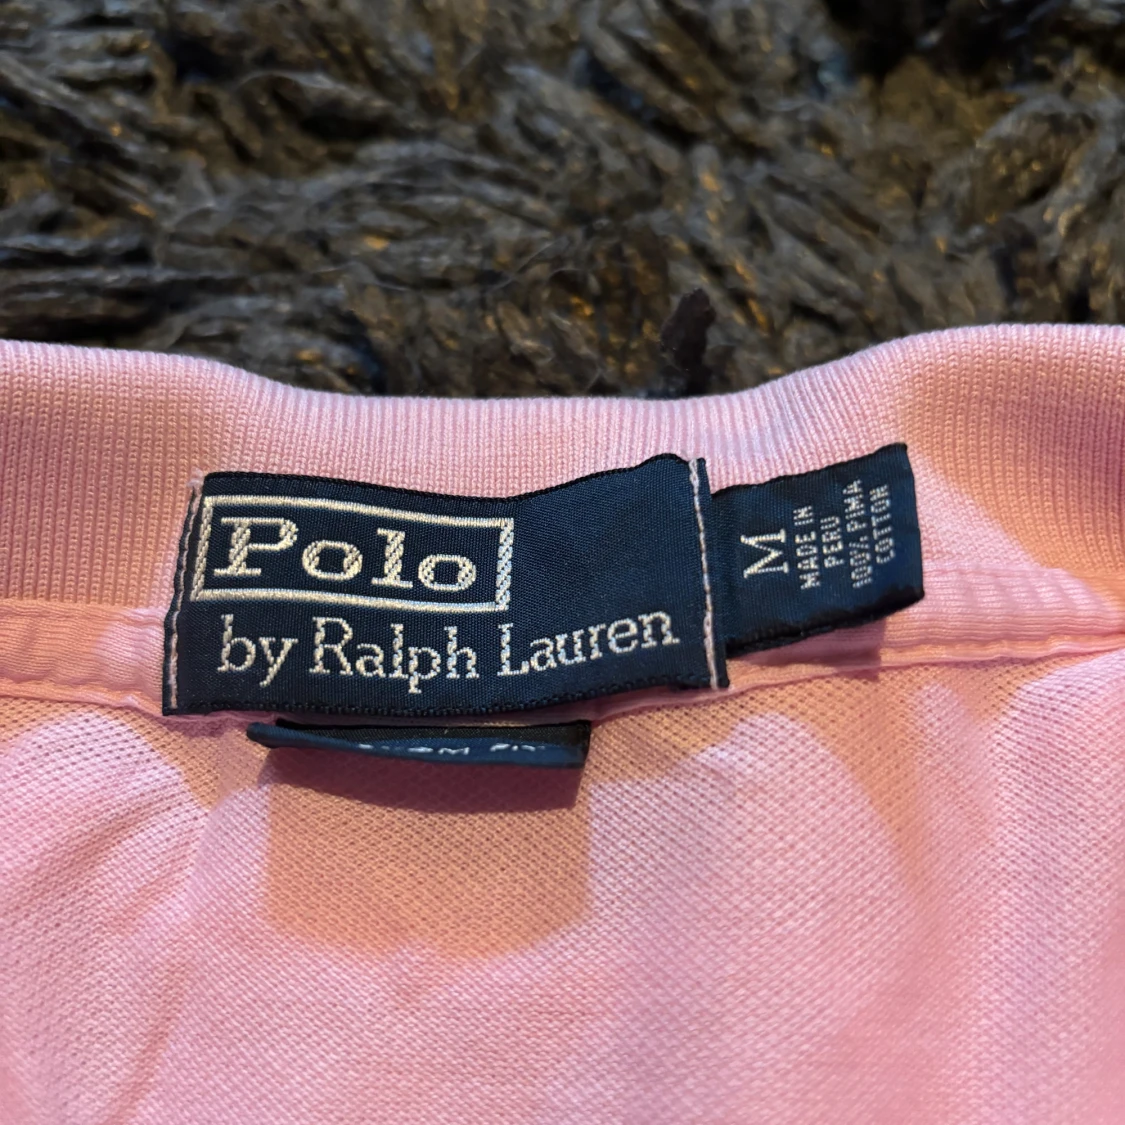 Polo
by Ralph Lauren
M
MADE IN
PERU
100% PIMA
COTTON